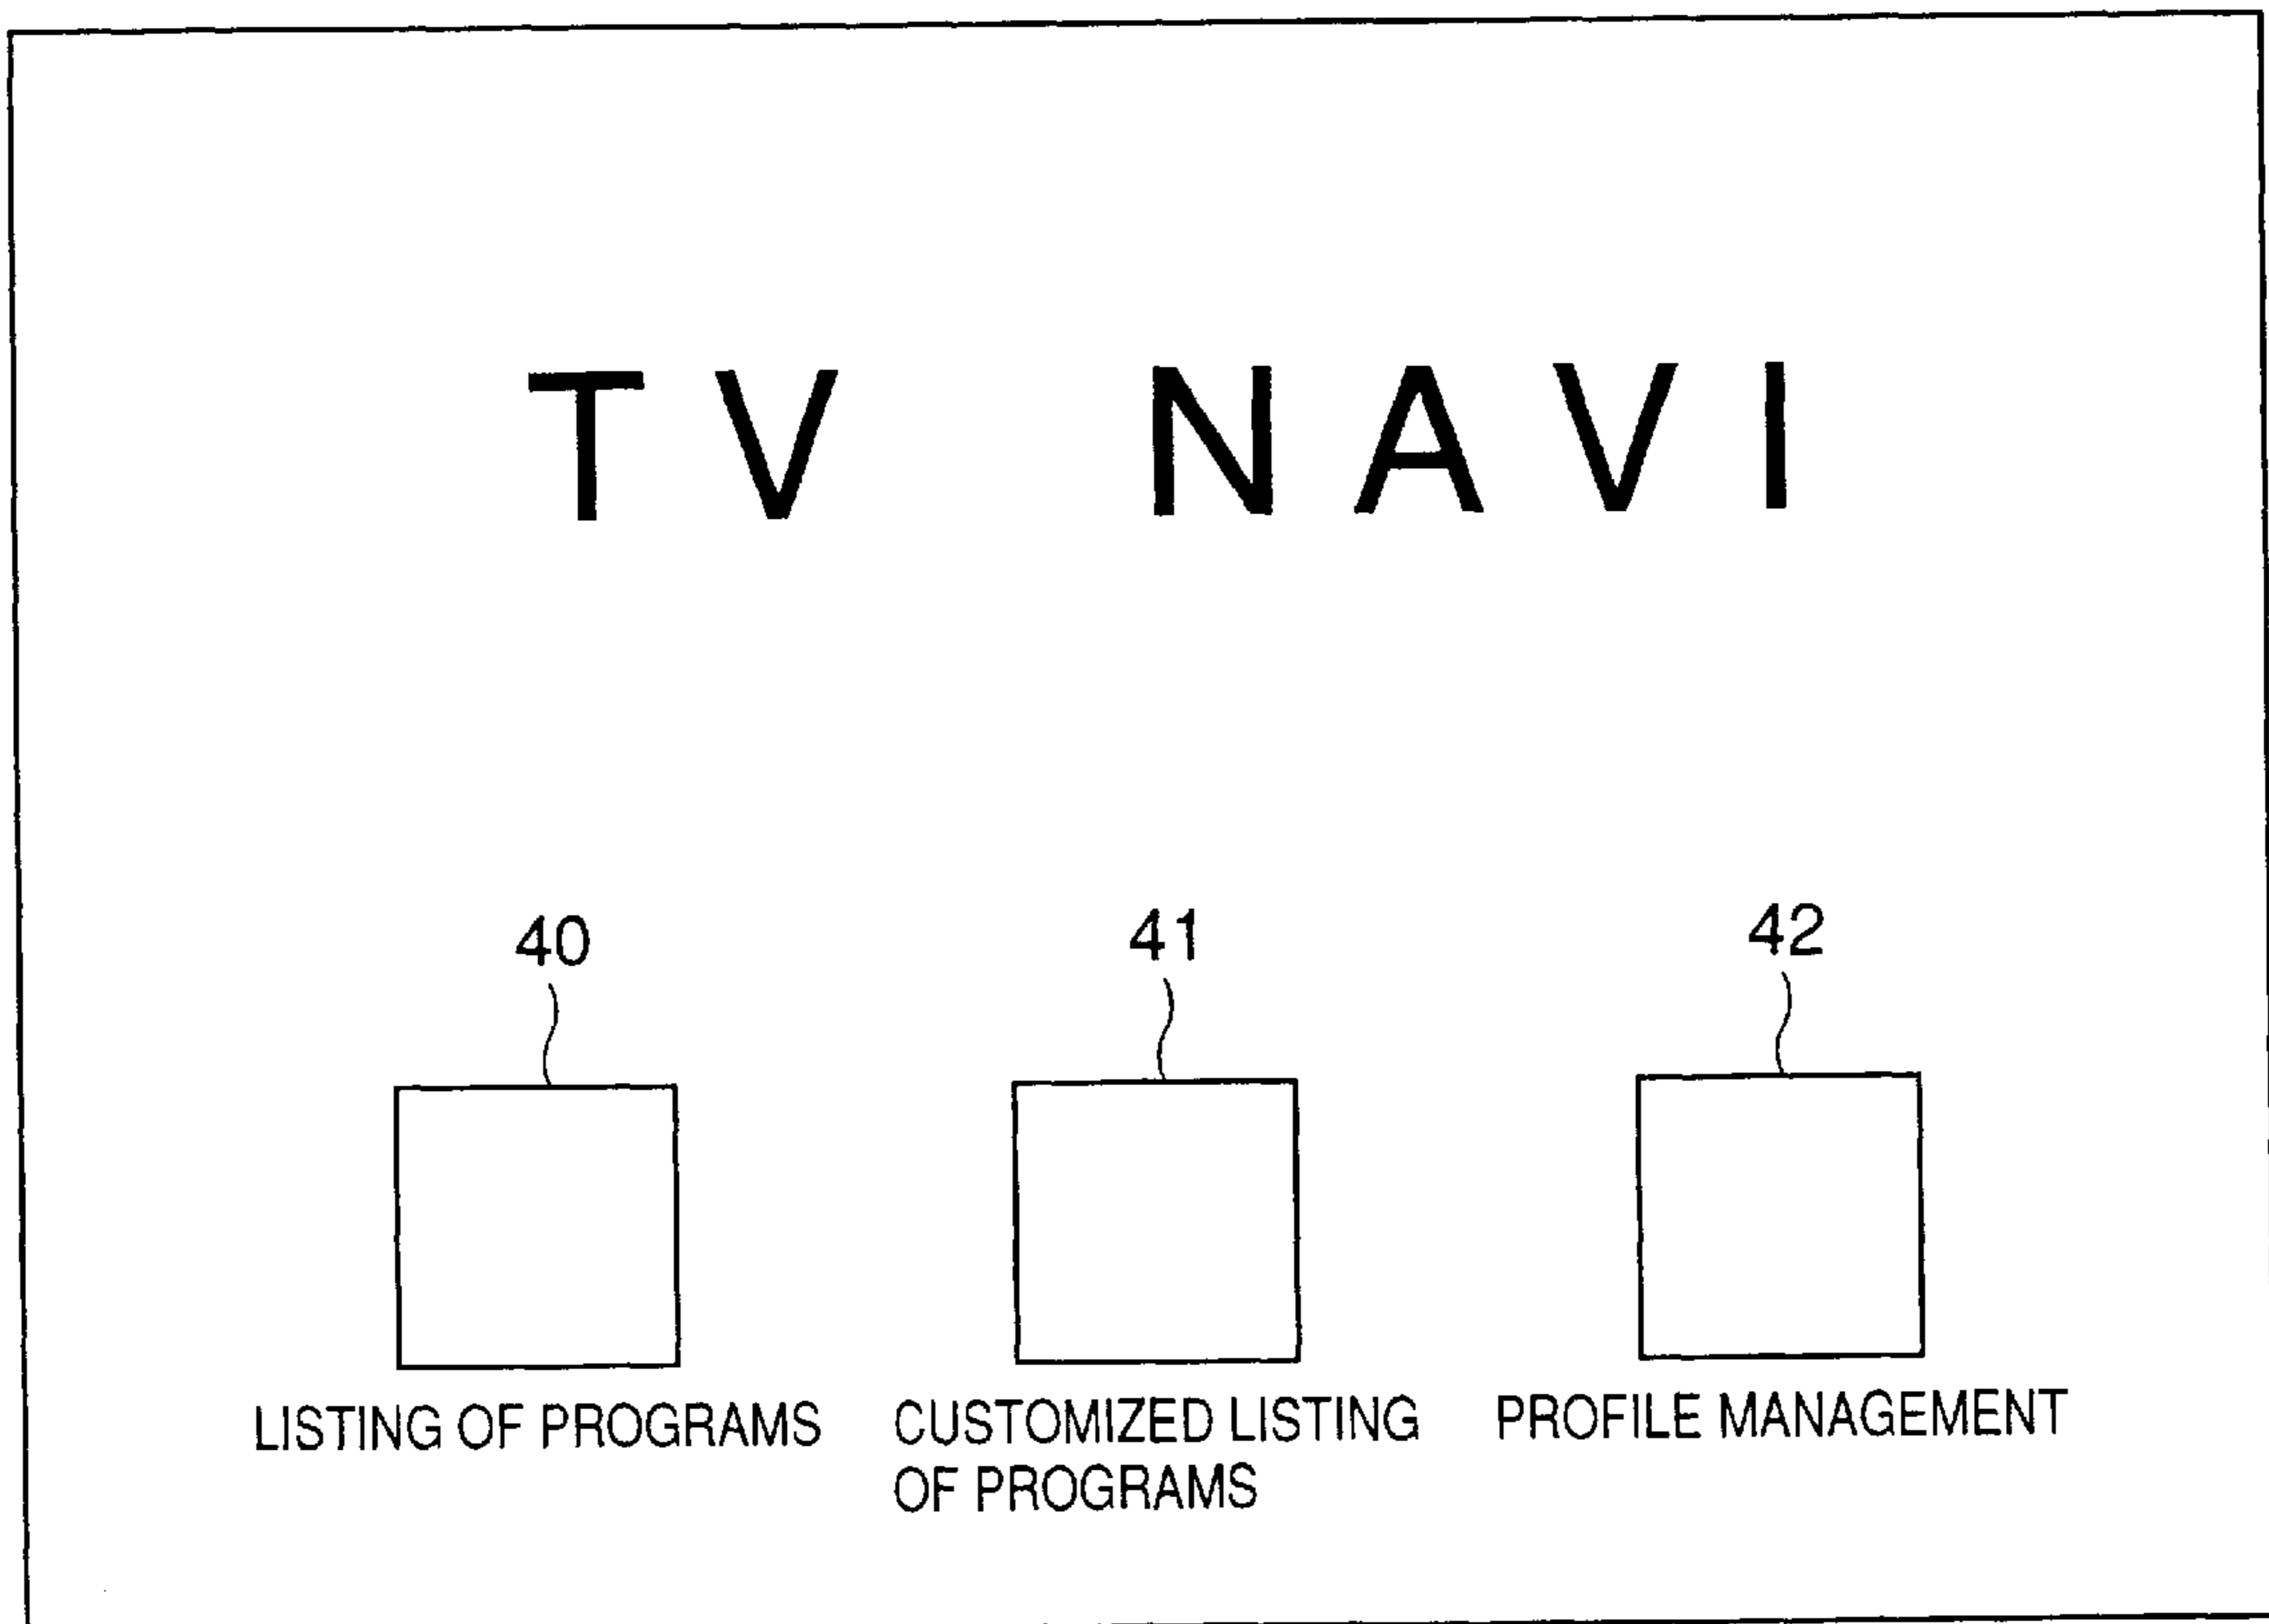 TV NAVI
40 41 42
LISTING OF PROGRAMS CUSTOMIZED LISTING PROFILE MANAGEMENT
OF PROGRAMS